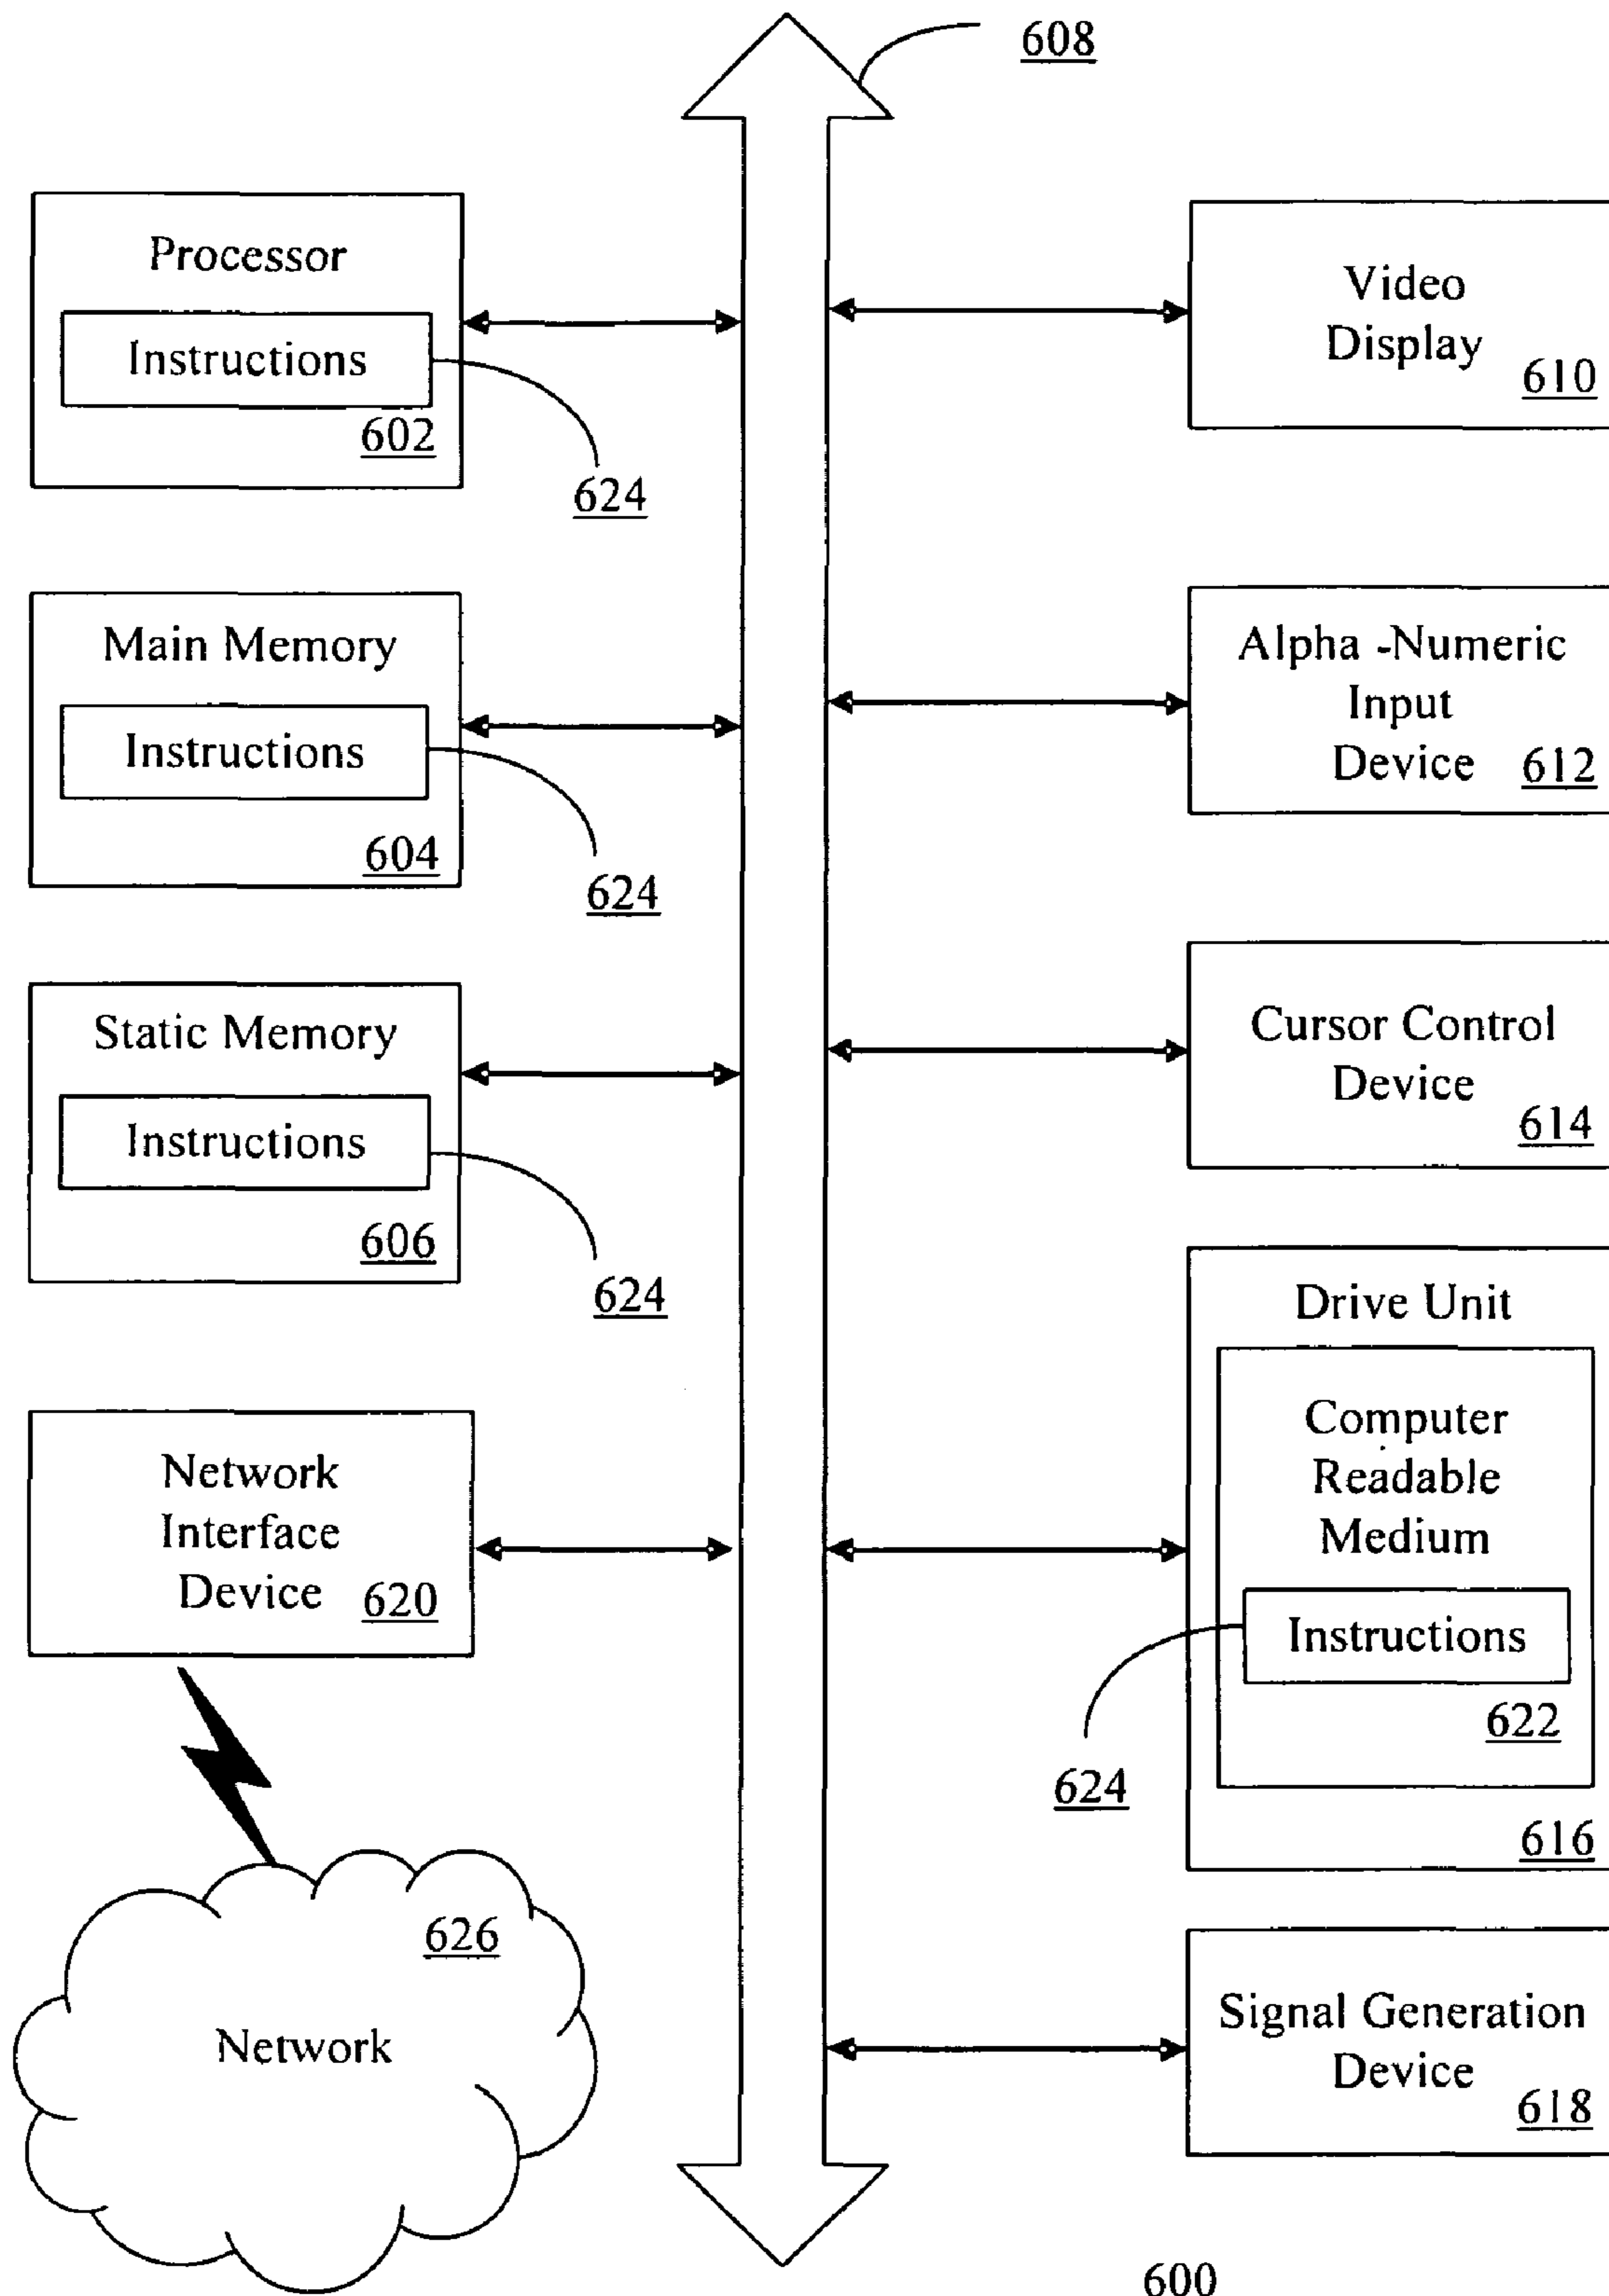 608
Processor
Instructions
602
624
Main Memory
Instructions
604
624
Static Memory
Instructions
606
624
Network
Interface
Device
620
626
Network
Video
Display
610
Alpha -Numeric
Input
Device
612
Cursor Control
Device
614
Drive Unit
Computer
Readable
Medium
Instructions
622
624
616
Signal Generation
Device
618
600